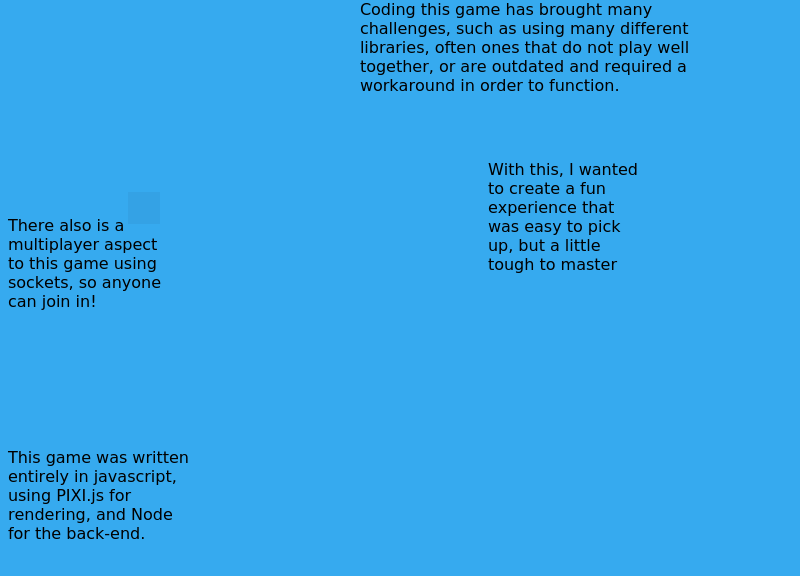 Coding this game has brought many
challenges, such as using many different
libraries, often ones that do not play well
together, or are outdated and required a
workaround in order to function.
With this, I wanted
to create a fun
experience that
was easy to pick
up, but a little
tough to master
There also is a
multiplayer aspect
to this game using
sockets, so anyone
can join in!
This game was written
entirely in javascript,
using PIXI.js for
rendering, and Node
for the back-end.